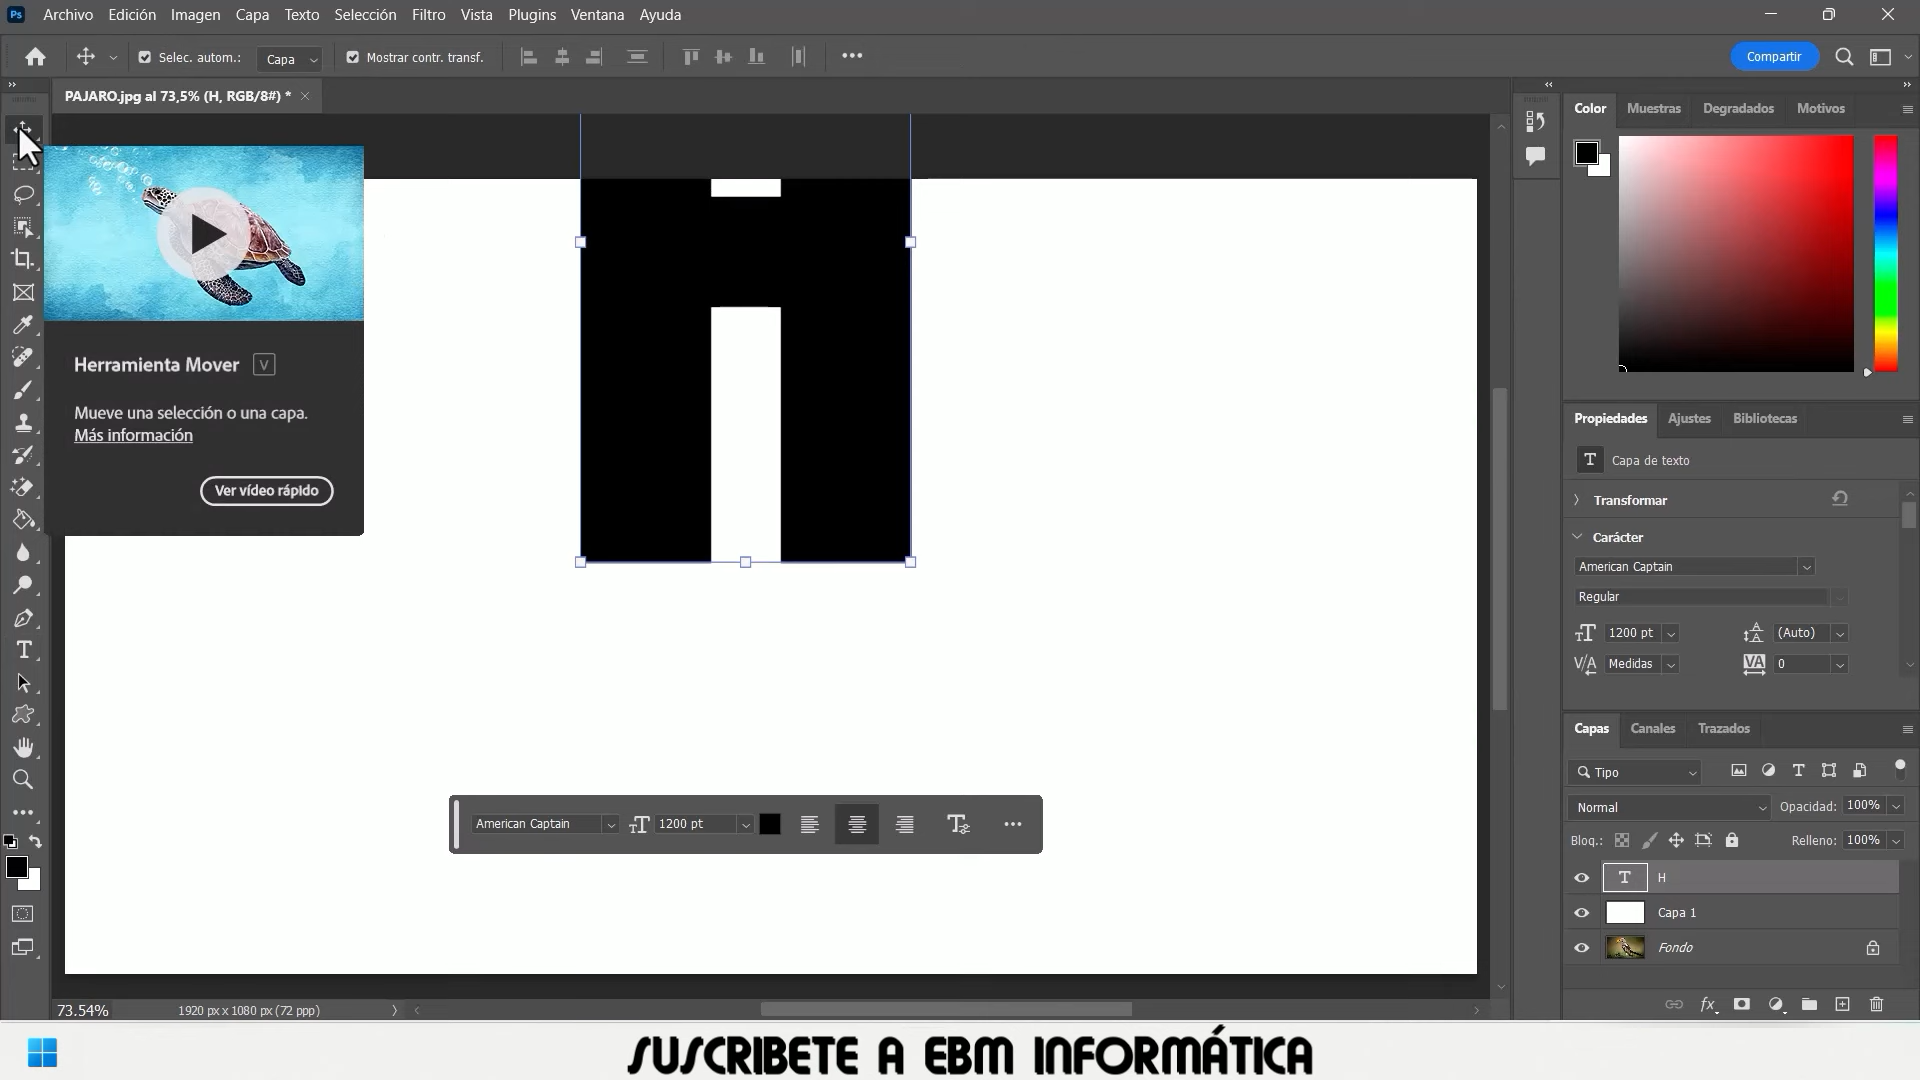 Ps Archivo Edición Imagen Capa Texto Selección Filtro Vista Plugins Ventana Ayuda
Selec. autom.: Capa Mostrar contr. transf. Compartir
PAJARO.jpg al 73,5% (H, RGB/8#) *
Color Muestras Degradados Motivos
H
Herramienta Mover V
Mueve una selección o una capa.
Más información
Ver vídeo rápido
Propiedades Ajustes Bibliotecas
T Capa de texto
Transformar
Carácter
American Captain
Regular
1200 pt (Auto)
Medidas 0
Capas Canales Trazados
Tipo
Normal Opacidad: 100%
Bloq.: Relleno: 100%
T H
Capa 1
Fondo
American Captain 1200 pt
73.54% 1920 px x 1080 px (72 ppp)
SUSCRIBETE A EBM INFORMÁTICA